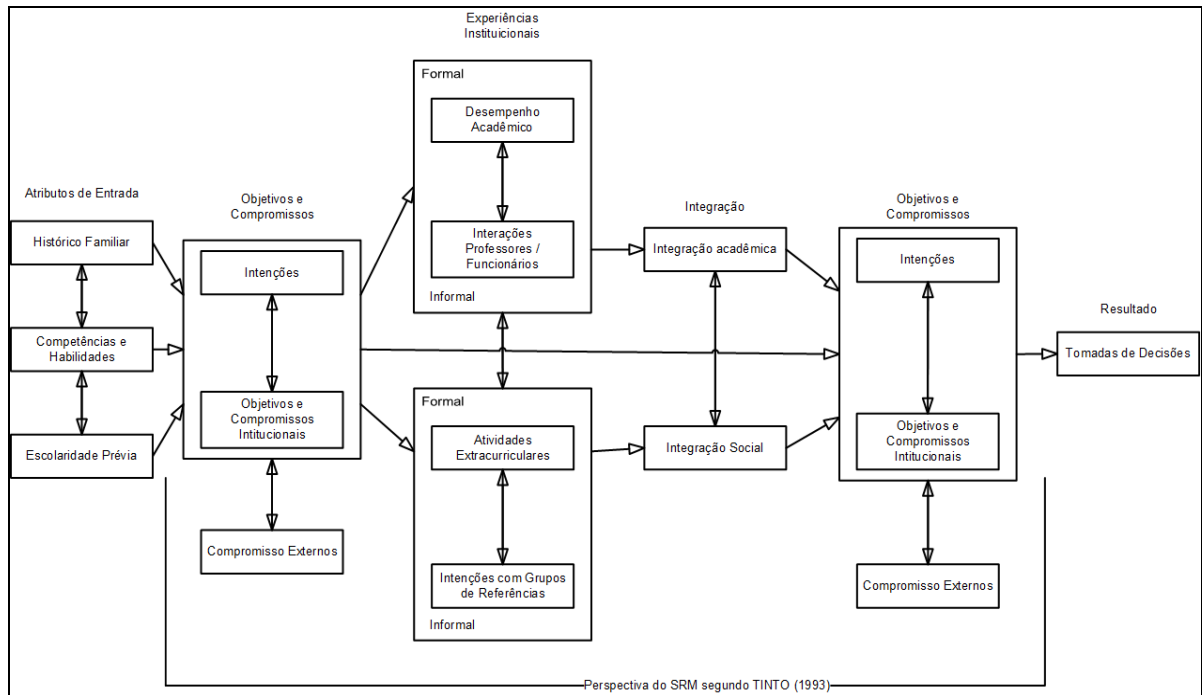 Experiências
Instituicionais
Formal
Desempenho
Acadêmico
Interações
Professores /
Funcionários
Informal
Atributos de Entrada
Histórico Familiar
Competências e
Habilidades
Escolaridade Prévia
Objetivos e
Compromissos
Intenções
Objetivos e
Compromissos
Intitucionais
Compromisso Externos
Formal
Atividades
Extracurriculares
Intenções com Grupos
de Referências
Informal
Integração
Integração acadêmica
Integração Social
Objetivos e
Compromissos
Intenções
Objetivos e
Compromissos
Intitucionais
Compromisso Externos
Resultado
Tomadas de Decisões
Perspectiva do SRM segundo TINTO (1993)